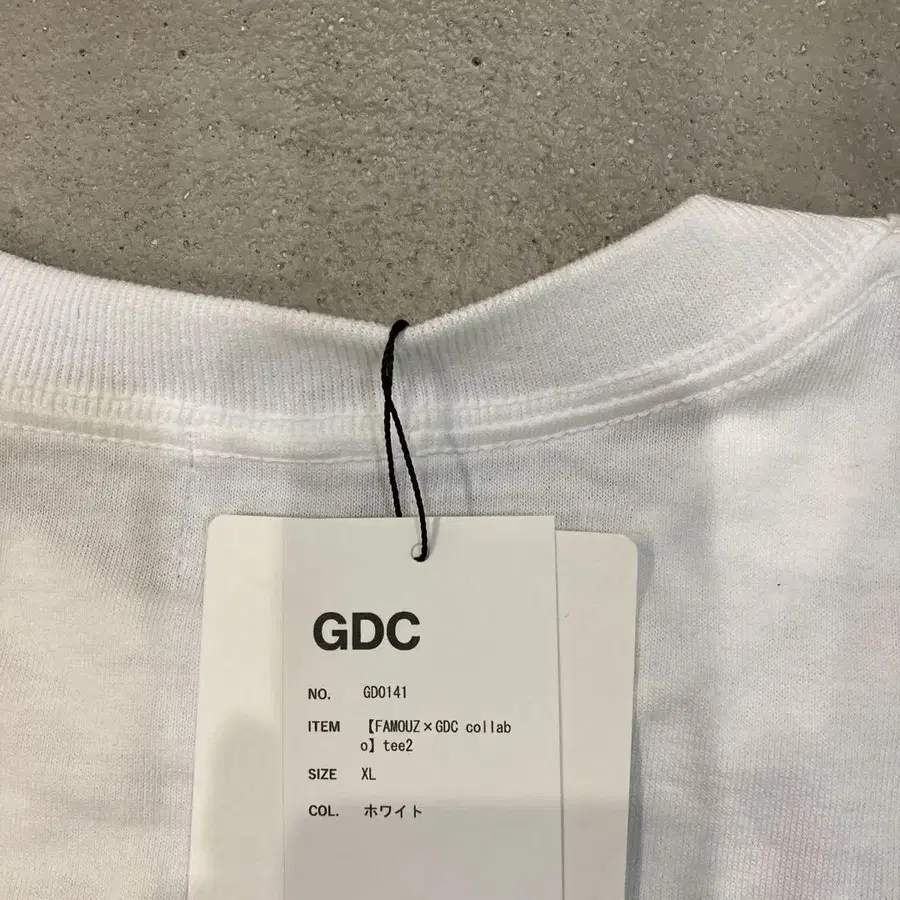 GDC
NO. GD0141
ITEM 【FAMOUZ×GDC collab
o】tee2
SIZE XL
COL. ホワイト